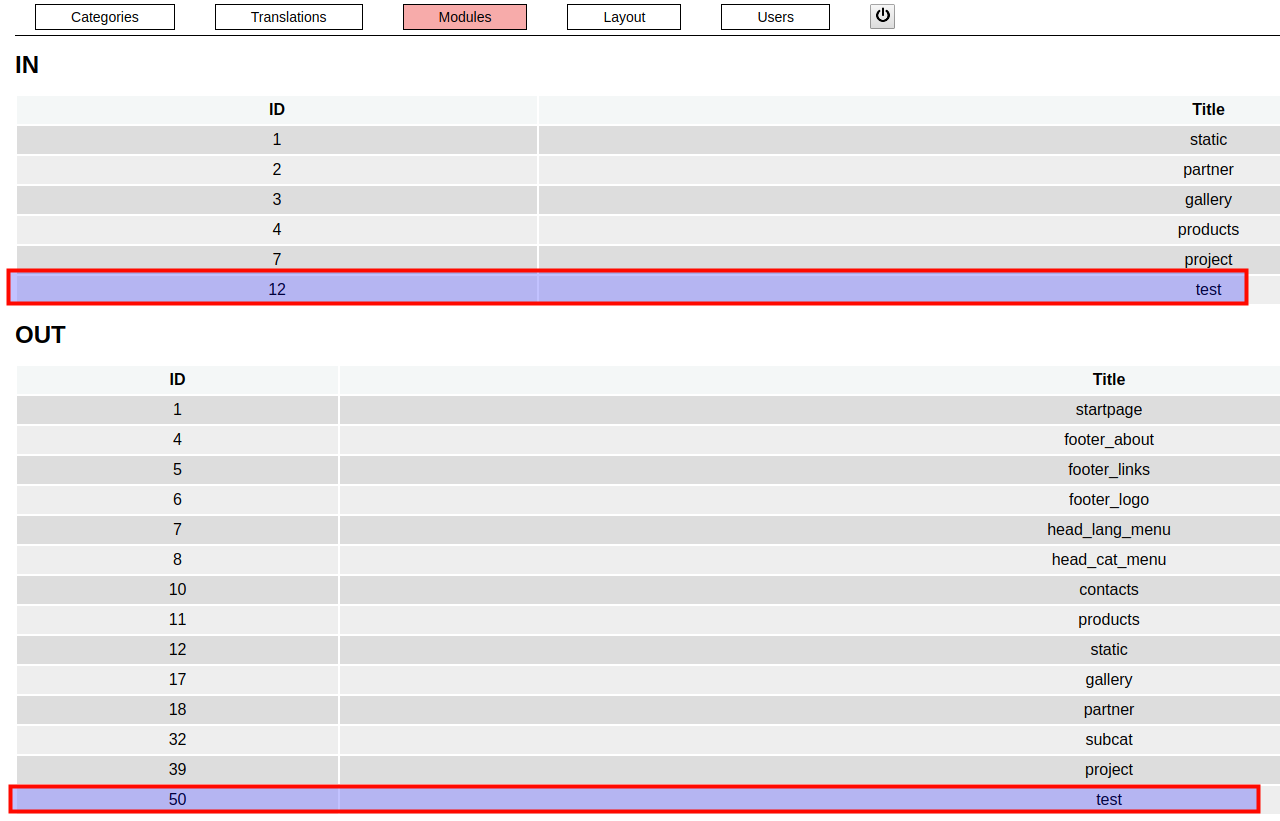 Categories Translations Modules Layout Users
IN
ID Title
1 static
2 partner
3 gallery
4 products
7 project
12 test
OUT
ID Title
1 startpage
4 footer_about
5 footer_links
6 footer_logo
7 head_lang_menu
8 head_cat_menu
10 contacts
11 products
12 static
17 gallery
18 partner
32 subcat
39 project
50 test